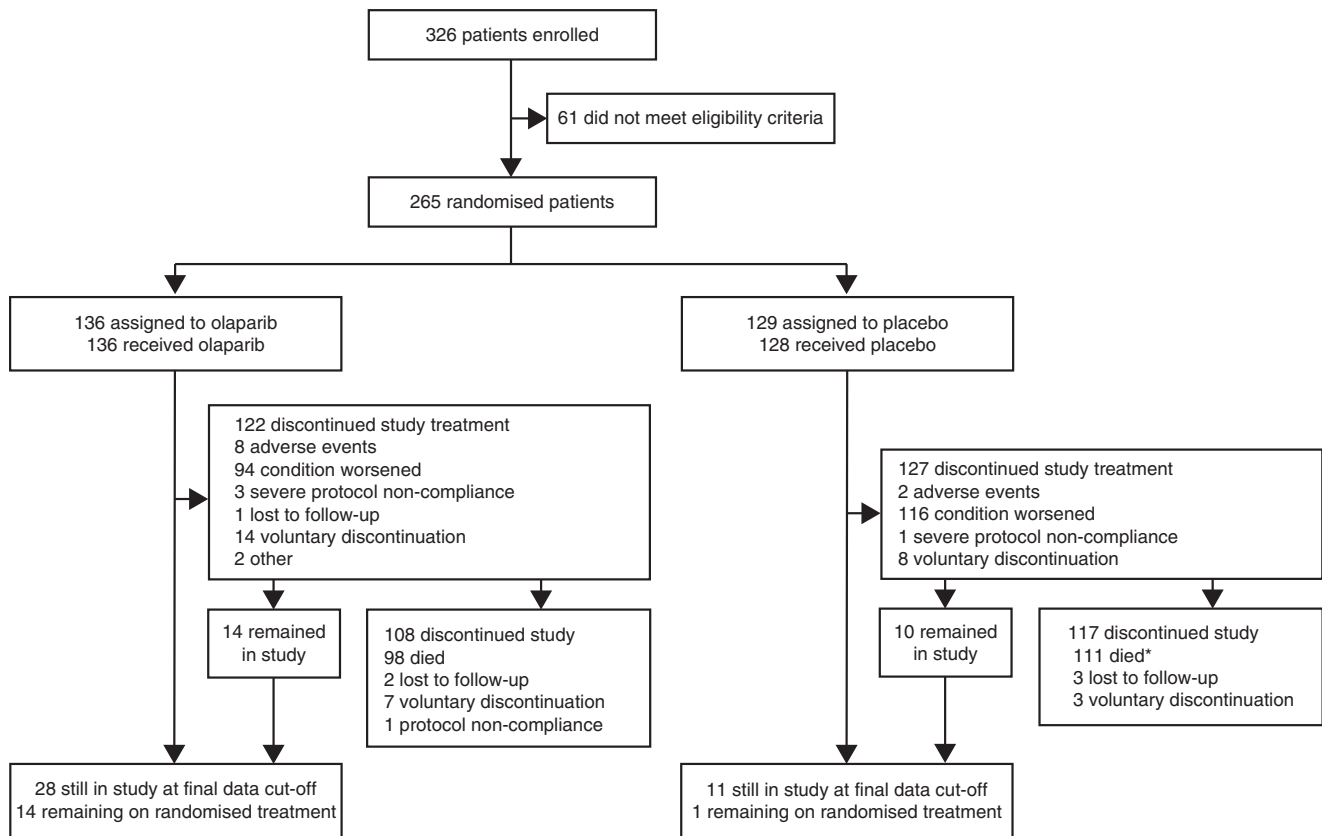 326 patients enrolled
61 did not meet eligibility criteria
265 randomised patients
136 assigned to olaparib
136 received olaparib
129 assigned to placebo
128 received placebo
122 discontinued study treatment
8 adverse events
94 condition worsened
3 severe protocol non-compliance
1 lost to follow-up
14 voluntary discontinuation
2 other
127 discontinued study treatment
2 adverse events
116 condition worsened
1 severe protocol non-compliance
8 voluntary discontinuation
14 remained
in study
108 discontinued study
98 died
2 lost to follow-up
7 voluntary discontinuation
1 protocol non-compliance
10 remained
in study
117 discontinued study
111 died*
3 lost to follow-up
3 voluntary discontinuation
28 still in study at final data cut-off
14 remaining on randomised treatment
11 still in study at final data cut-off
1 remaining on randomised treatment